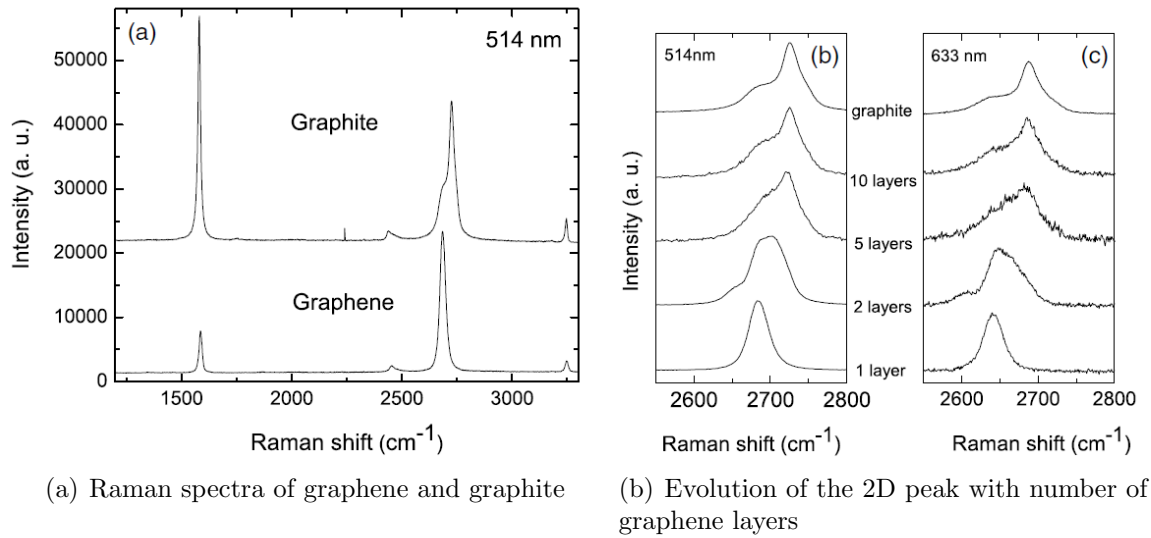 (a)
514 nm
Graphite
Graphene
Intensity (a. u.)
50000
40000
30000
20000
10000
0
1500 2000 2500 3000
Raman shift (cm-1)
(a) Raman spectra of graphene and graphite
514nm
(b)
633 nm
(c)
graphite
10 layers
5 layers
2 layers
1 layer
Intensity (a. u.)
2600 2700 2800
2600 2700 2800
Raman shift (cm-1)
Raman shift (cm-1)
(b) Evolution of the 2D peak with number of
graphene layers